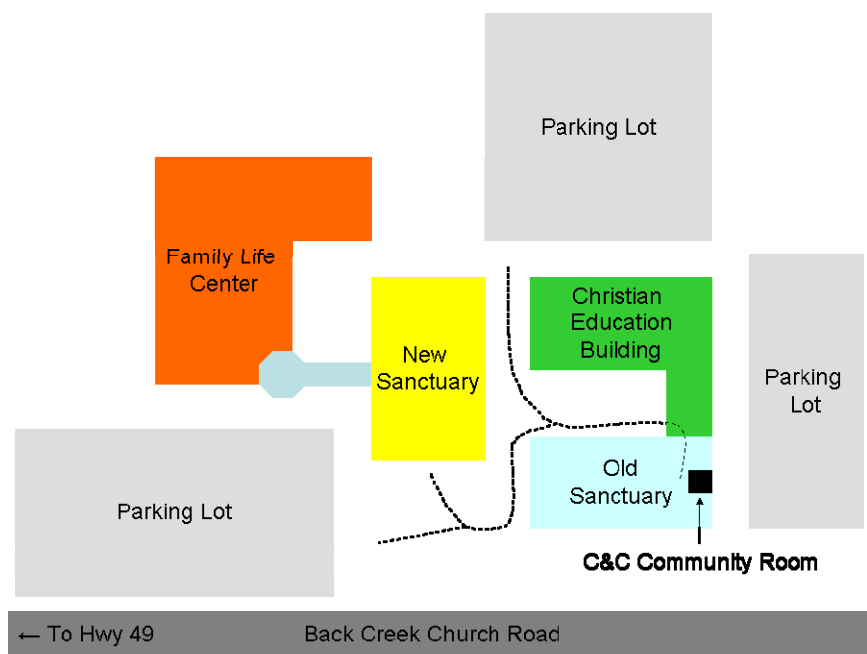 Parking Lot
Family Life
Center
Christian
Education
Building
New
Sanctuary
Parking
Lot
Old
Sanctuary
Parking Lot
C&C Community Room
← To Hwy 49
Back Creek Church Road